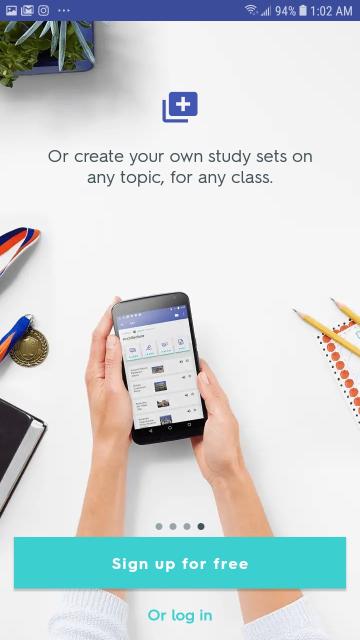 94% 1:02 AM
Or create your own study sets on
any topic, for any class.
Sign up for free
Or log in